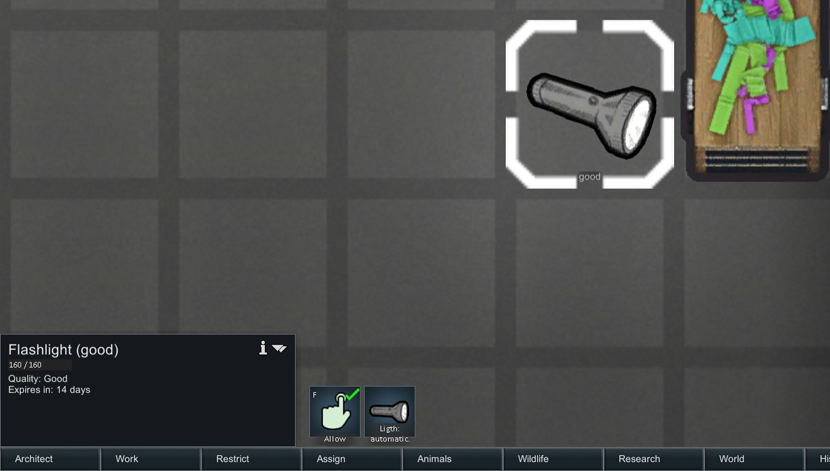 good
Flashlight (good)
160 / 160
Quality: Good
Expires in: 14 days
F
Allow
Ligth:
automatic.
Architect
Work
Restrict
Assign
Animals
Wildlife
Research
World
Hi